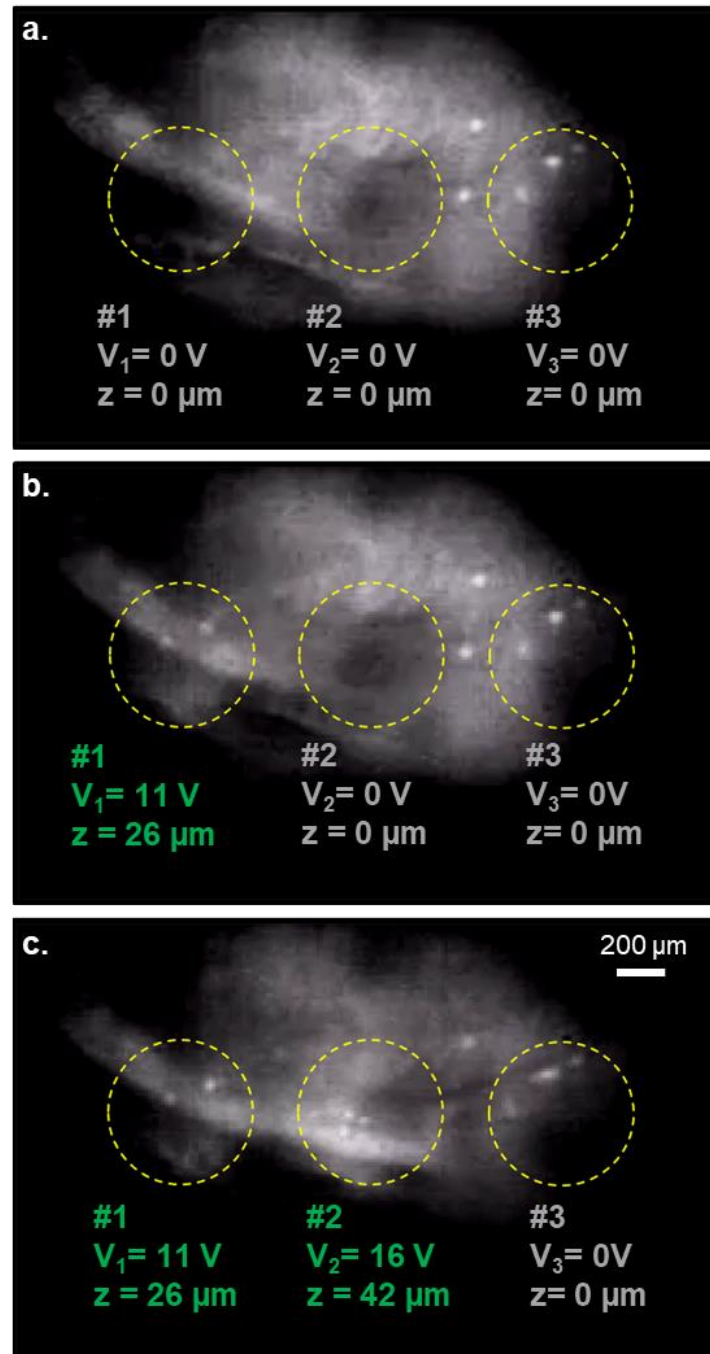 a.
#1 #2 #3
V₁= 0 V V₂= 0 V V₃= 0V
z = 0 µm z = 0 µm z= 0 µm
b.
#1 #2 #3
V₁= 11 V V₂= 0 V V₃= 0V
z = 26 µm z = 0 µm z= 0 µm
c.
200 µm
#1 #2 #3
V₁= 11 V V₂= 16 V V₃= 0V
z = 26 µm z = 42 µm z= 0 µm